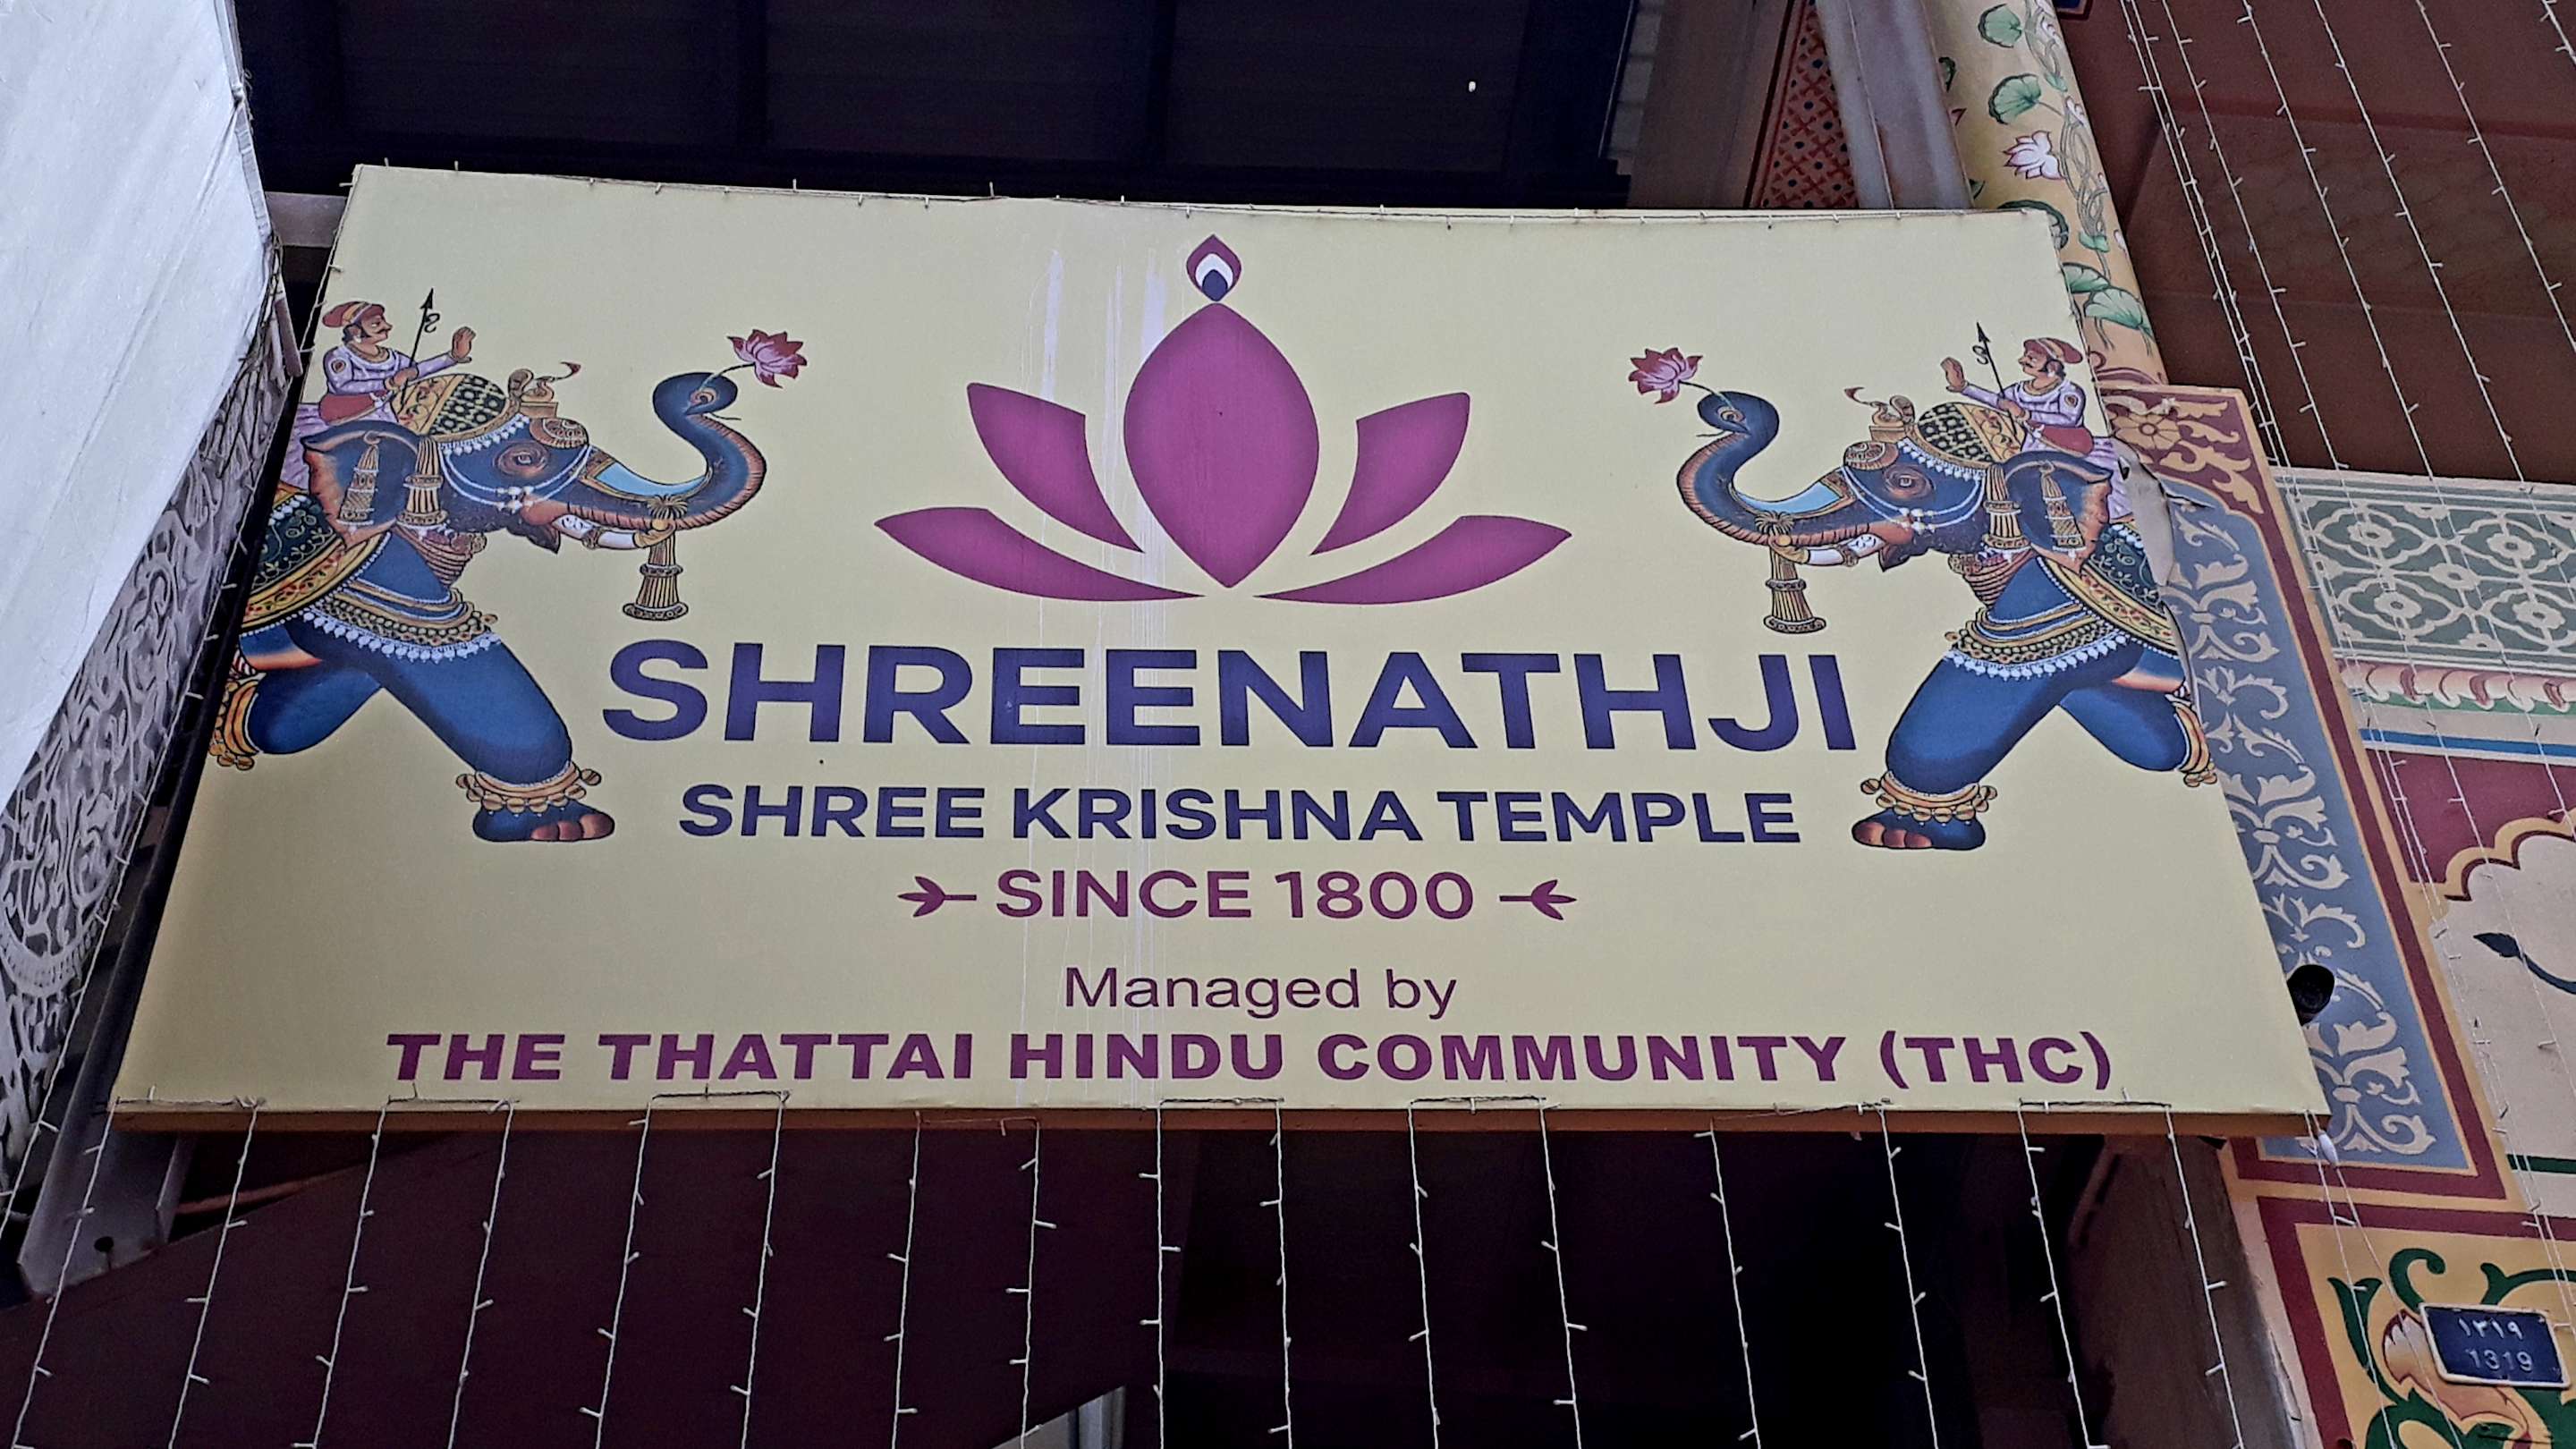 SHREENATHJI
SHREE KRISHNA TEMPLE
SINCE 1800
Managed by
THE THATTAI HINDU COMMUNITY (THC)
١٣١٩
1319